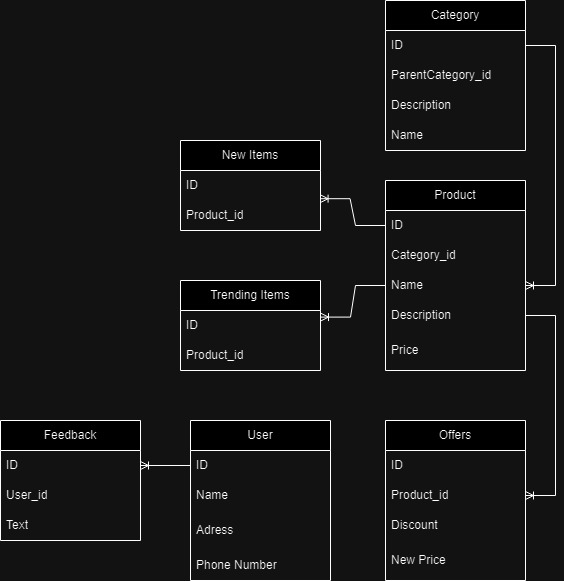 Category
ID
ParentCategory_id
Description
Name
New Items
ID
Product_id
Product
ID
Category_id
Name
Description
Price
Trending Items
ID
Product_id
Feedback
ID
User_id
Text
User
ID
Name
Adress
Phone Number
Offers
ID
Product_id
Discount
New Price